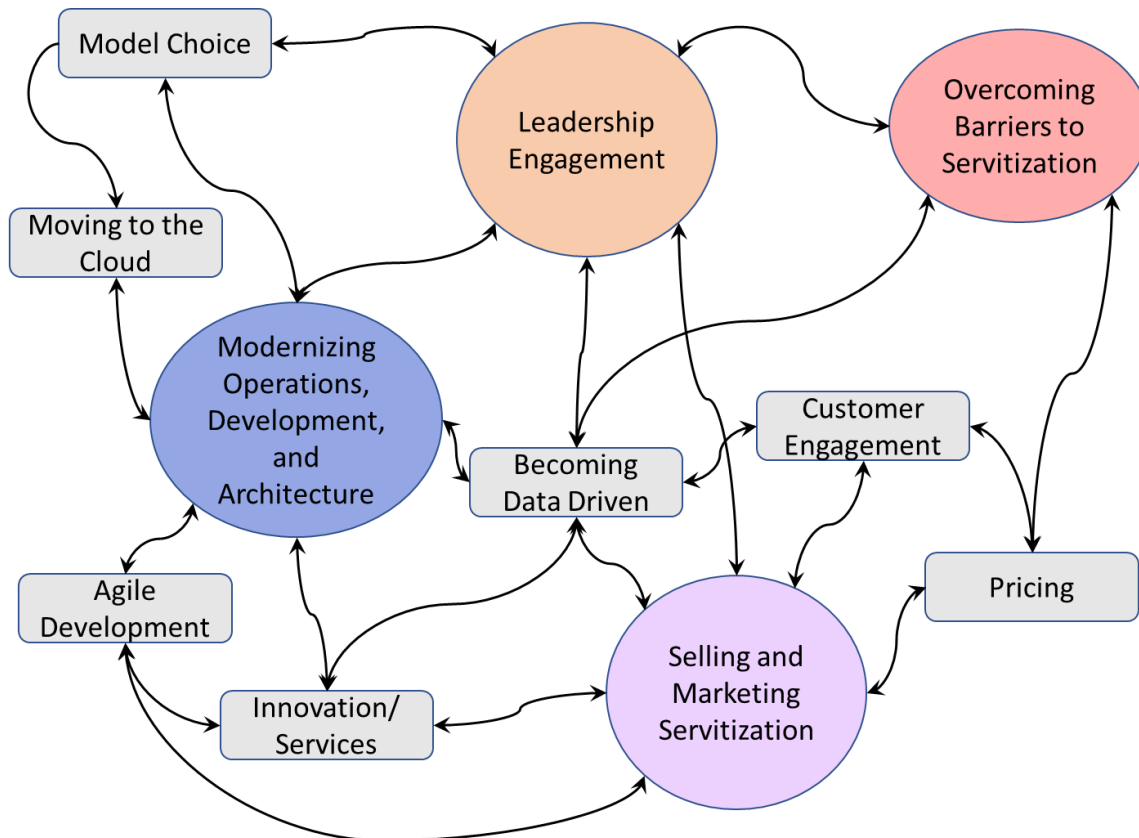 Model Choice
Leadership
Engagement
Overcoming
Barriers to
Servitization
Moving to the
Cloud
Modernizing
Operations,
Development,
and
Architecture
Customer
Engagement
Becoming
Data Driven
Agile
Development
Pricing
Selling and
Marketing
Servitization
Innovation/
Services